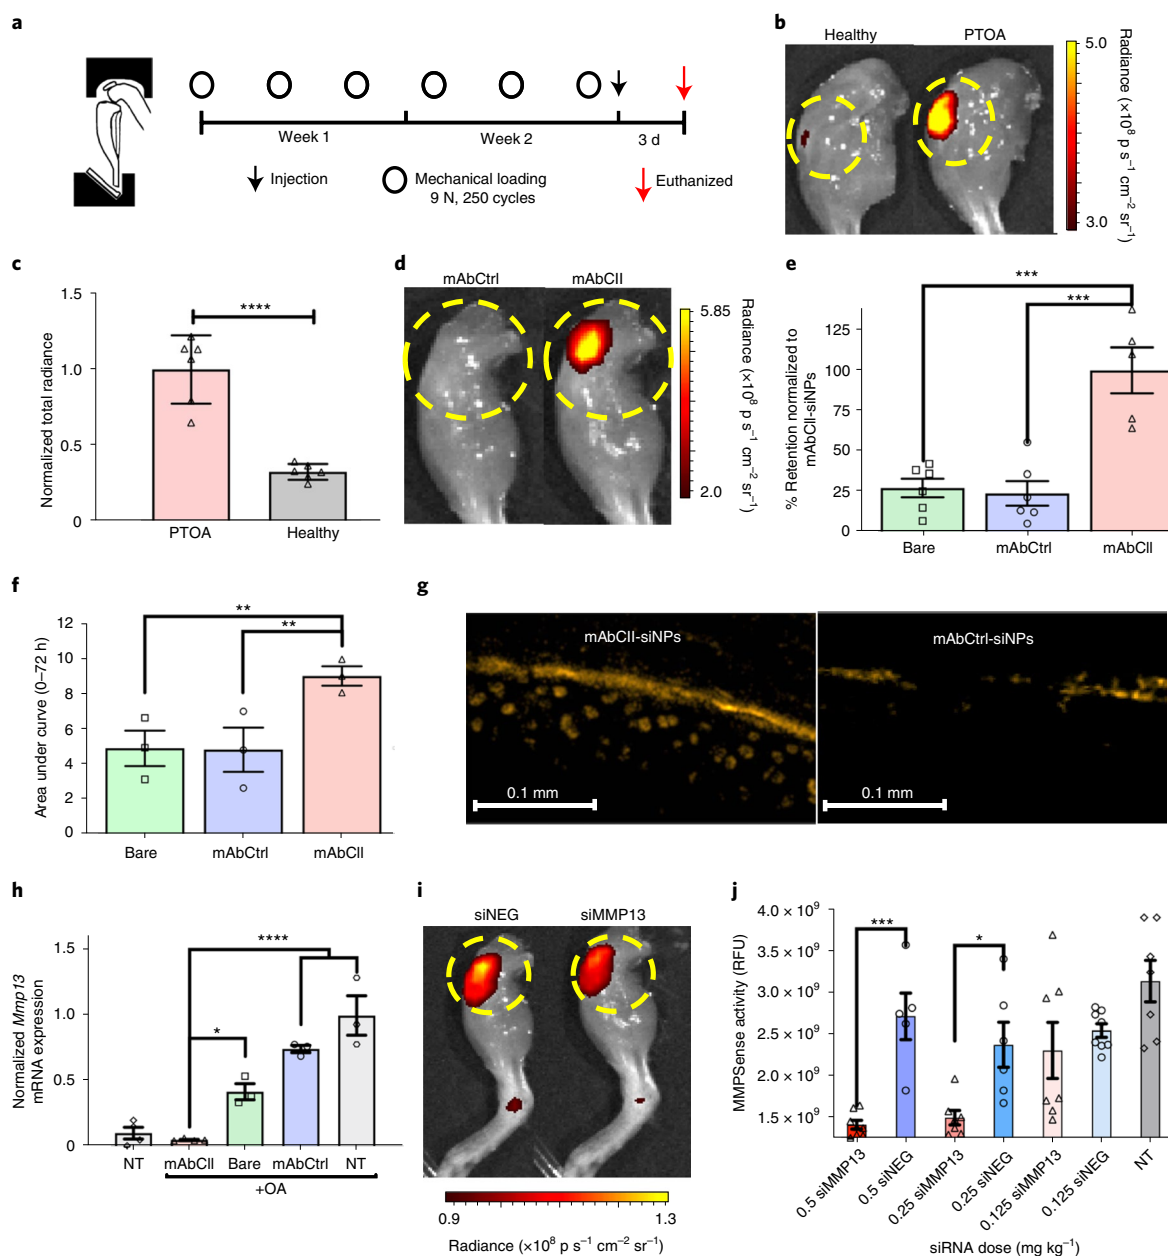 a
Week 1
Week 2
3 d
Injection
Mechanical loading
9 N, 250 cycles
Euthanized
b
Healthy
PTOA
5.0
3.0
Radiance (×10⁸ p s⁻¹ cm⁻² sr⁻¹)
c
Normalized total radiance
1.5
1.0
0.5
0
****
PTOA
Healthy
d
mAbCtrl
mAbCII
5.85
2.0
Radiance (×10⁸ p s⁻¹ cm⁻² sr⁻¹)
e
% Retention normalized to
mAbCII-siNPs
125
100
75
50
25
0
***
***
Bare
mAbCtrl
mAbCII
f
Area under curve (0–72 h)
12
10
8
6
4
2
0
**
**
Bare
mAbCtrl
mAbCII
g
mAbCII-siNPs
mAbCtrl-siNPs
0.1 mm
0.1 mm
h
Normalized Mmp13
mRNA expression
1.5
1.0
0.5
0
****
*
NT
mAbCII
Bare
mAbCtrl
NT
+OA
i
siNEG
siMMP13
0.9
1.3
Radiance (×10⁸ p s⁻¹ cm⁻² sr⁻¹)
j
MMPSense activity (RFU)
4.0 × 10⁹
3.5 × 10⁹
3.0 × 10⁹
2.5 × 10⁹
2.0 × 10⁹
1.5 × 10⁹
***
*
0.5 siMMP13
0.5 siNEG
0.25 siMMP13
0.25 siNEG
0.125 siMMP13
0.125 siNEG
NT
siRNA dose (mg kg⁻¹)